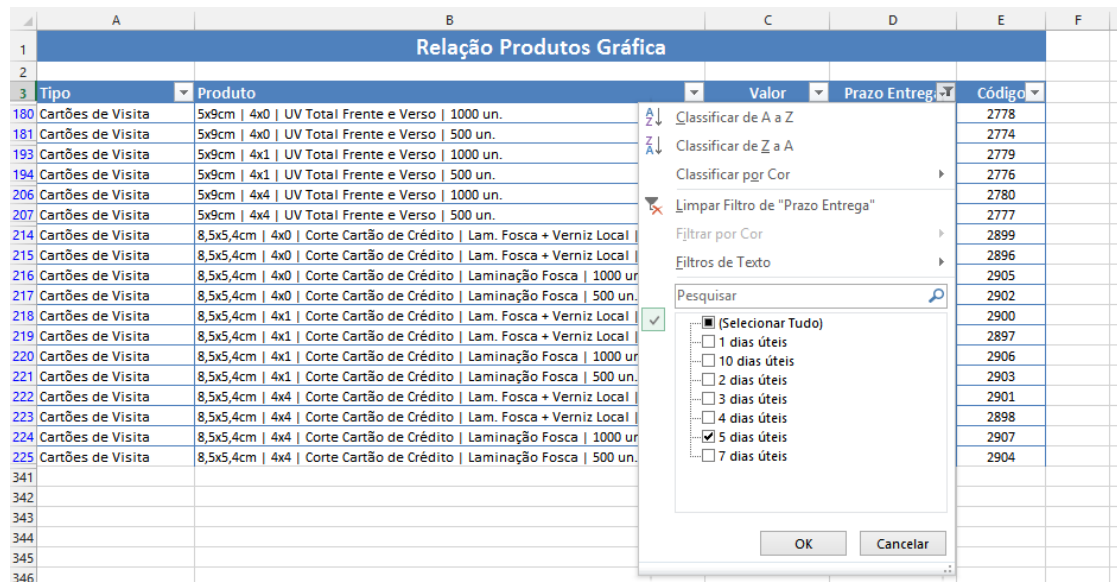 A B C D E F
1 Relação Produtos Gráfica
2
3 Tipo Produto Valor Prazo Entrega Código
180 Cartões de Visita 5x9cm | 4x0 | UV Total Frente e Verso | 1000 un. 2778
181 Cartões de Visita 5x9cm | 4x0 | UV Total Frente e Verso | 500 un. 2774
193 Cartões de Visita 5x9cm | 4x1 | UV Total Frente e Verso | 1000 un. 2779
194 Cartões de Visita 5x9cm | 4x1 | UV Total Frente e Verso | 500 un. 2776
206 Cartões de Visita 5x9cm | 4x4 | UV Total Frente e Verso | 1000 un. 2780
207 Cartões de Visita 5x9cm | 4x4 | UV Total Frente e Verso | 500 un. 2777
214 Cartões de Visita 8,5x5,4cm | 4x0 | Corte Cartão de Crédito | Lam. Fosca + Verniz Local | 2899
215 Cartões de Visita 8,5x5,4cm | 4x0 | Corte Cartão de Crédito | Lam. Fosca + Verniz Local | 2896
216 Cartões de Visita 8,5x5,4cm | 4x0 | Corte Cartão de Crédito | Laminação Fosca | 1000 ur 2905
217 Cartões de Visita 8,5x5,4cm | 4x0 | Corte Cartão de Crédito | Laminação Fosca | 500 un. 2902
218 Cartões de Visita 8,5x5,4cm | 4x1 | Corte Cartão de Crédito | Lam. Fosca + Verniz Local | 2900
219 Cartões de Visita 8,5x5,4cm | 4x1 | Corte Cartão de Crédito | Lam. Fosca + Verniz Local | 2897
220 Cartões de Visita 8,5x5,4cm | 4x1 | Corte Cartão de Crédito | Laminação Fosca | 1000 ur 2906
221 Cartões de Visita 8,5x5,4cm | 4x1 | Corte Cartão de Crédito | Laminação Fosca | 500 un. 2903
222 Cartões de Visita 8,5x5,4cm | 4x4 | Corte Cartão de Crédito | Lam. Fosca + Verniz Local | 2901
223 Cartões de Visita 8,5x5,4cm | 4x4 | Corte Cartão de Crédito | Lam. Fosca + Verniz Local | 2898
224 Cartões de Visita 8,5x5,4cm | 4x4 | Corte Cartão de Crédito | Laminação Fosca | 1000 ur 2907
225 Cartões de Visita 8,5x5,4cm | 4x4 | Corte Cartão de Crédito | Laminação Fosca | 500 un. 2904
341
342
343
344
345
346
Classificar de A a Z
Classificar de Z a A
Classificar por Cor
Limpar Filtro de "Prazo Entrega"
Filtrar por Cor
Filtros de Texto
Pesquisar
(Selecionar Tudo)
1 dias úteis
10 dias úteis
2 dias úteis
3 dias úteis
4 dias úteis
5 dias úteis
7 dias úteis
OK Cancelar